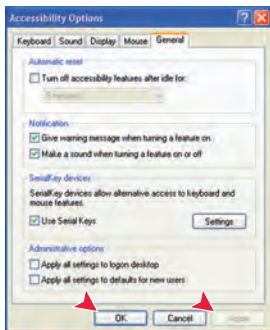 Accessibility Options
Keyboard Sound Display Mouse General
Automatic reset
Turn off accessibility features after idle for:
Notification
Give warning message when turning a feature on
Make a sound when turning a feature on or off
SerialKey devices
SerialKey devices allow alternative access to keyboard and
mouse features.
Use Serial Keys
Settings
Administrative options
Apply all settings to logon desktop
Apply all settings to defaults for new users
OK Cancel Apply